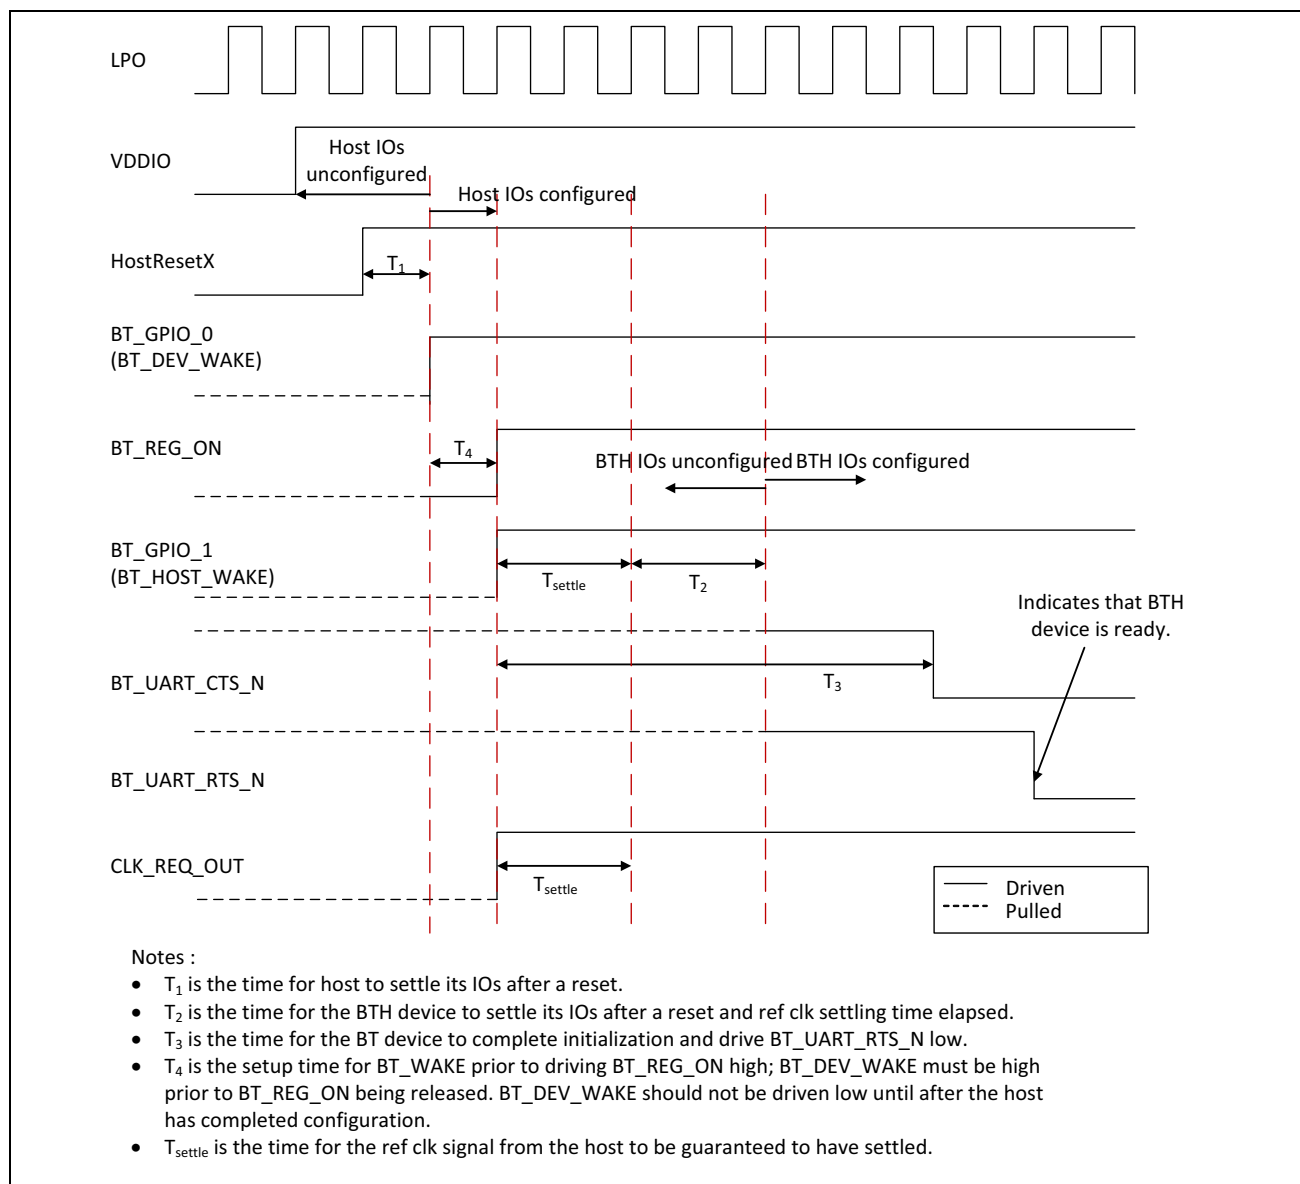 LPO
VDDIO
Host IOs
unconfigured
Host IOs configured
HostResetX
T1
BT_GPIO_0
(BT_DEV_WAKE)
BT_REG_ON
T4
BTH IOs unconfigured
BTH IOs configured
BT_GPIO_1
(BT_HOST_WAKE)
Tsettle
T2
Indicates that BTH
device is ready.
BT_UART_CTS_N
T3
BT_UART_RTS_N
CLK_REQ_OUT
Tsettle
Driven
Pulled
Notes :
• T1 is the time for host to settle its IOs after a reset.
• T2 is the time for the BTH device to settle its IOs after a reset and ref clk settling time elapsed.
• T3 is the time for the BT device to complete initialization and drive BT_UART_RTS_N low.
• T4 is the setup time for BT_WAKE prior to driving BT_REG_ON high; BT_DEV_WAKE must be high
prior to BT_REG_ON being released. BT_DEV_WAKE should not be driven low until after the host
has completed configuration.
• Tsettle is the time for the ref clk signal from the host to be guaranteed to have settled.